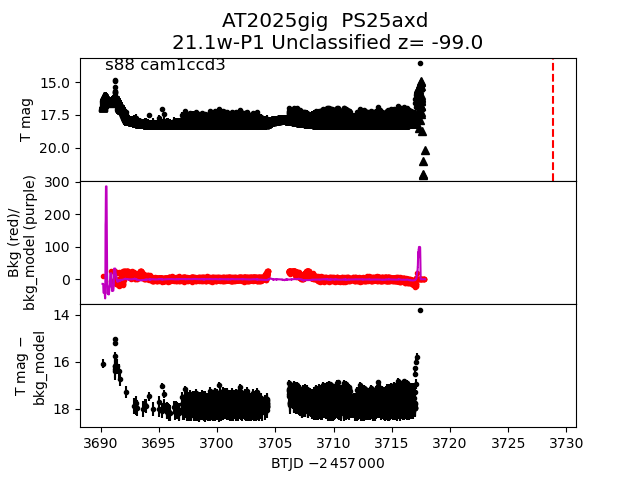 AT2025gig  PS25axd
21.1w-P1 Unclassified z= -99.0
s88 cam1ccd3
T mag
15.0
17.5
20.0
Bkg (red)/
bkg_model (purple)
300
200
100
0
T mag −
bkg_model
14
16
18
3690 3695 3700 3705 3710 3715 3720 3725 3730
BTJD −2 457 000